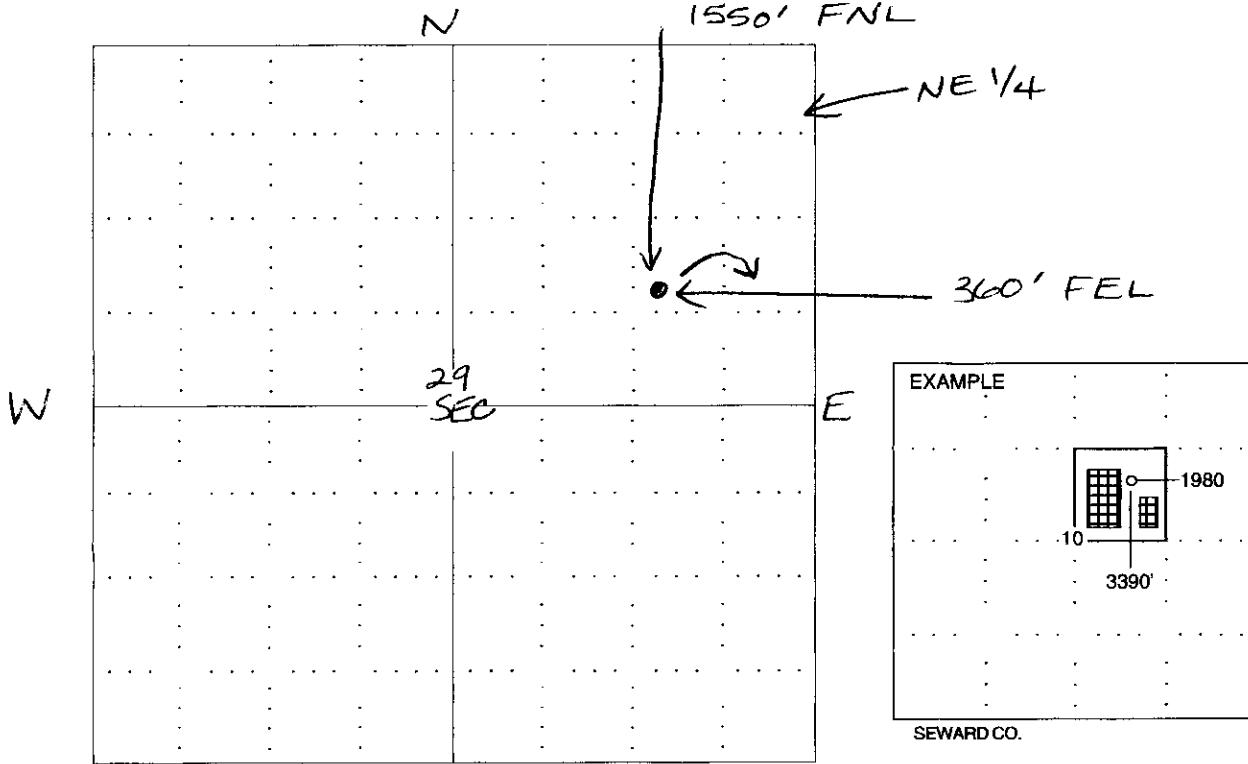 N
1550' FNL
NE 1/4
360' FEL
29
SEC
W
E
EXAMPLE
1980
10
3390'
SEWARD CO.